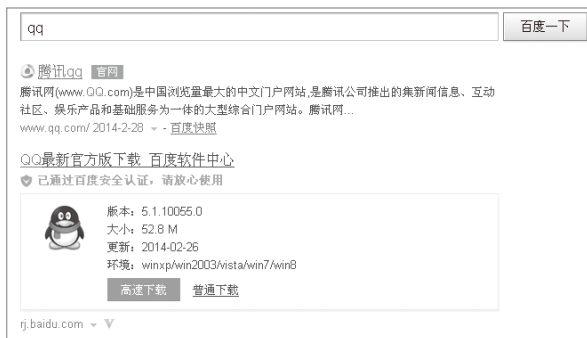 qq 百度一下
腾讯qq 官网
腾讯网(www.QQ.com)是中国浏览量最大的中文门户网站,是腾讯公司推出的集新闻信息、互动
社区、娱乐产品和基础服务为一体的大型综合门户网站。腾讯网...
www.qq.com/ 2014-2-28 - 百度快照
QQ最新官方版下载_百度软件中心
已通过百度安全认证，请放心使用
版本：5.1.10055.0
大小：52.8 M
更新：2014-02-26
环境：winxp/win2003/vista/win7/win8
高速下载 普通下载
rj.baidu.com V